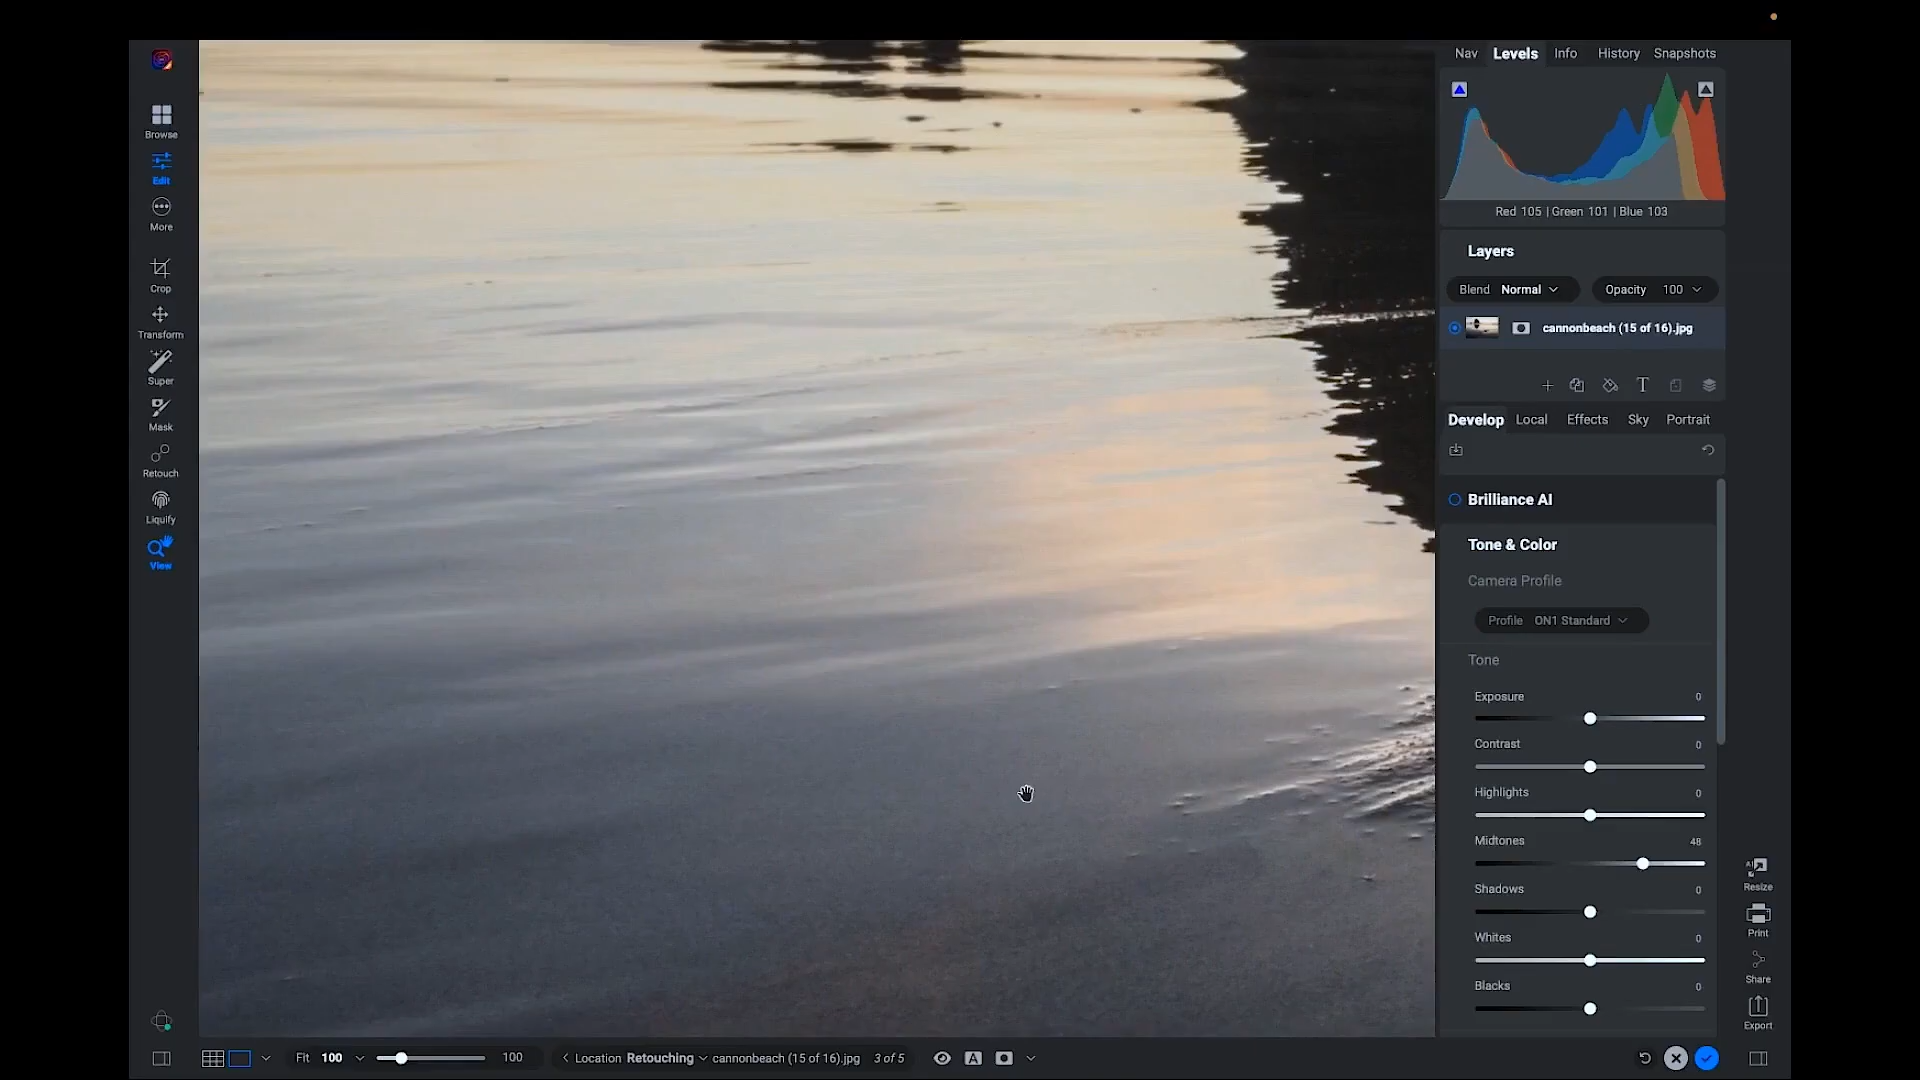 Browse
Edit
More
Crop
Transform
Super
Mask
Retouch
Liquify
View
Nav Levels Info History Snapshots
Red 105 | Green 101 | Blue 103
Layers
Blend Normal Opacity 100
cannonbeach (15 of 16).jpg
T
Develop Local Effects Sky Portrait
Brilliance AI
Tone & Color
Camera Profile
Profile ON1 Standard
Tone
Exposure 0
Contrast 0
Highlights 0
Midtones 48
Shadows 0
Whites 0
Blacks 0
AI
Resize
Print
Share
Export
Fit 100 100 Location Retouching cannonbeach (15 of 16).jpg 3 of 5 A